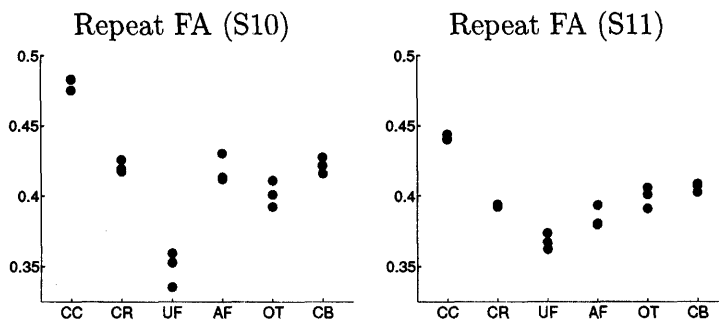 Repeat FA (S10)
0.5
0.45
0.4
0.35
CC CR UF AF OT CB
Repeat FA (S11)
0.5
0.45
0.4
0.35
CC CR UF AF OT CB